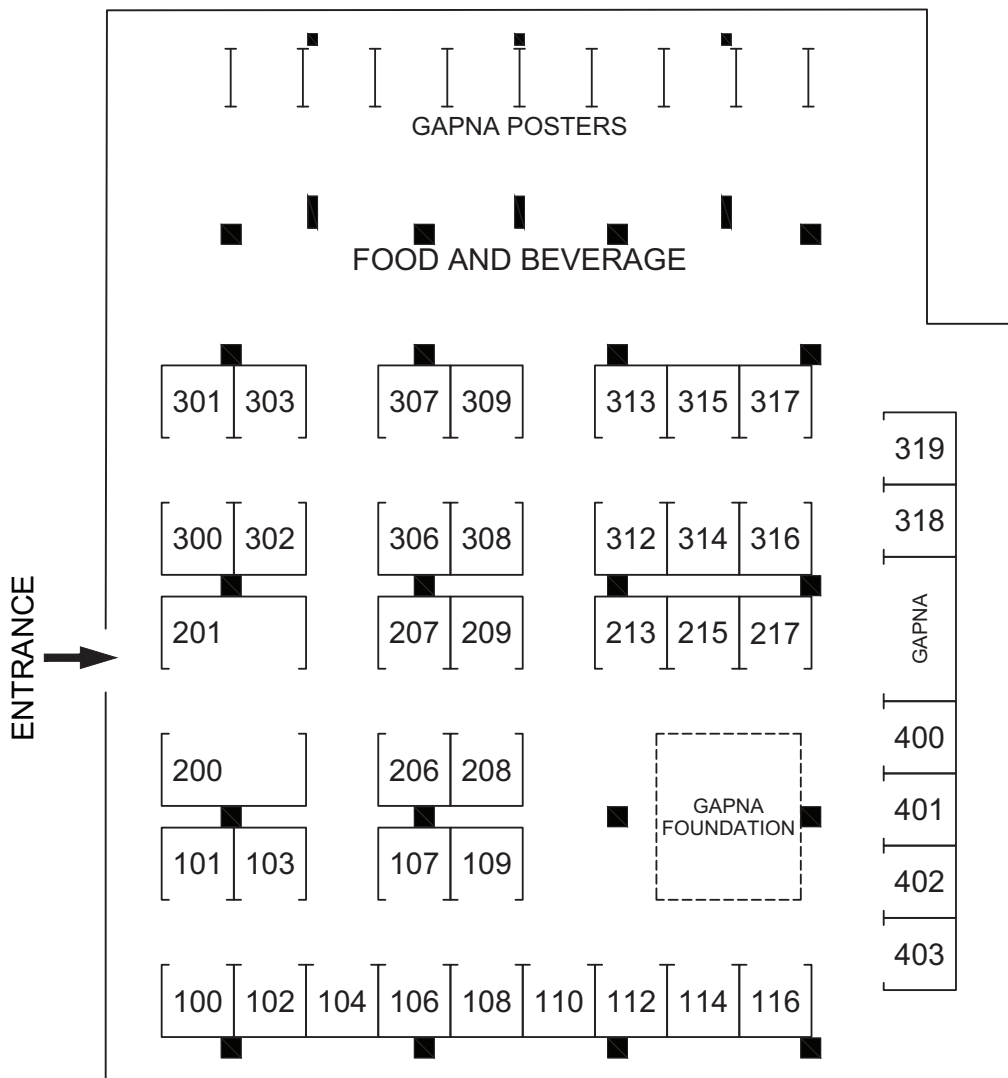 GAPNA POSTERS
FOOD AND BEVERAGE
301 303 307 309 313 315 317
319
318
300 302 306 308 312 314 316
GAPNA
ENTRANCE
201 207 209 213 215 217
400
200 206 208
GAPNA
FOUNDATION
401
101 103 107 109
402
403
100 102 104 106 108 110 112 114 116